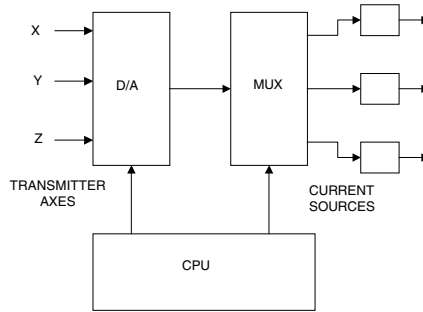 X
Y
Z
D/A
MUX
TRANSMITTER
AXES
CURRENT
SOURCES
CPU